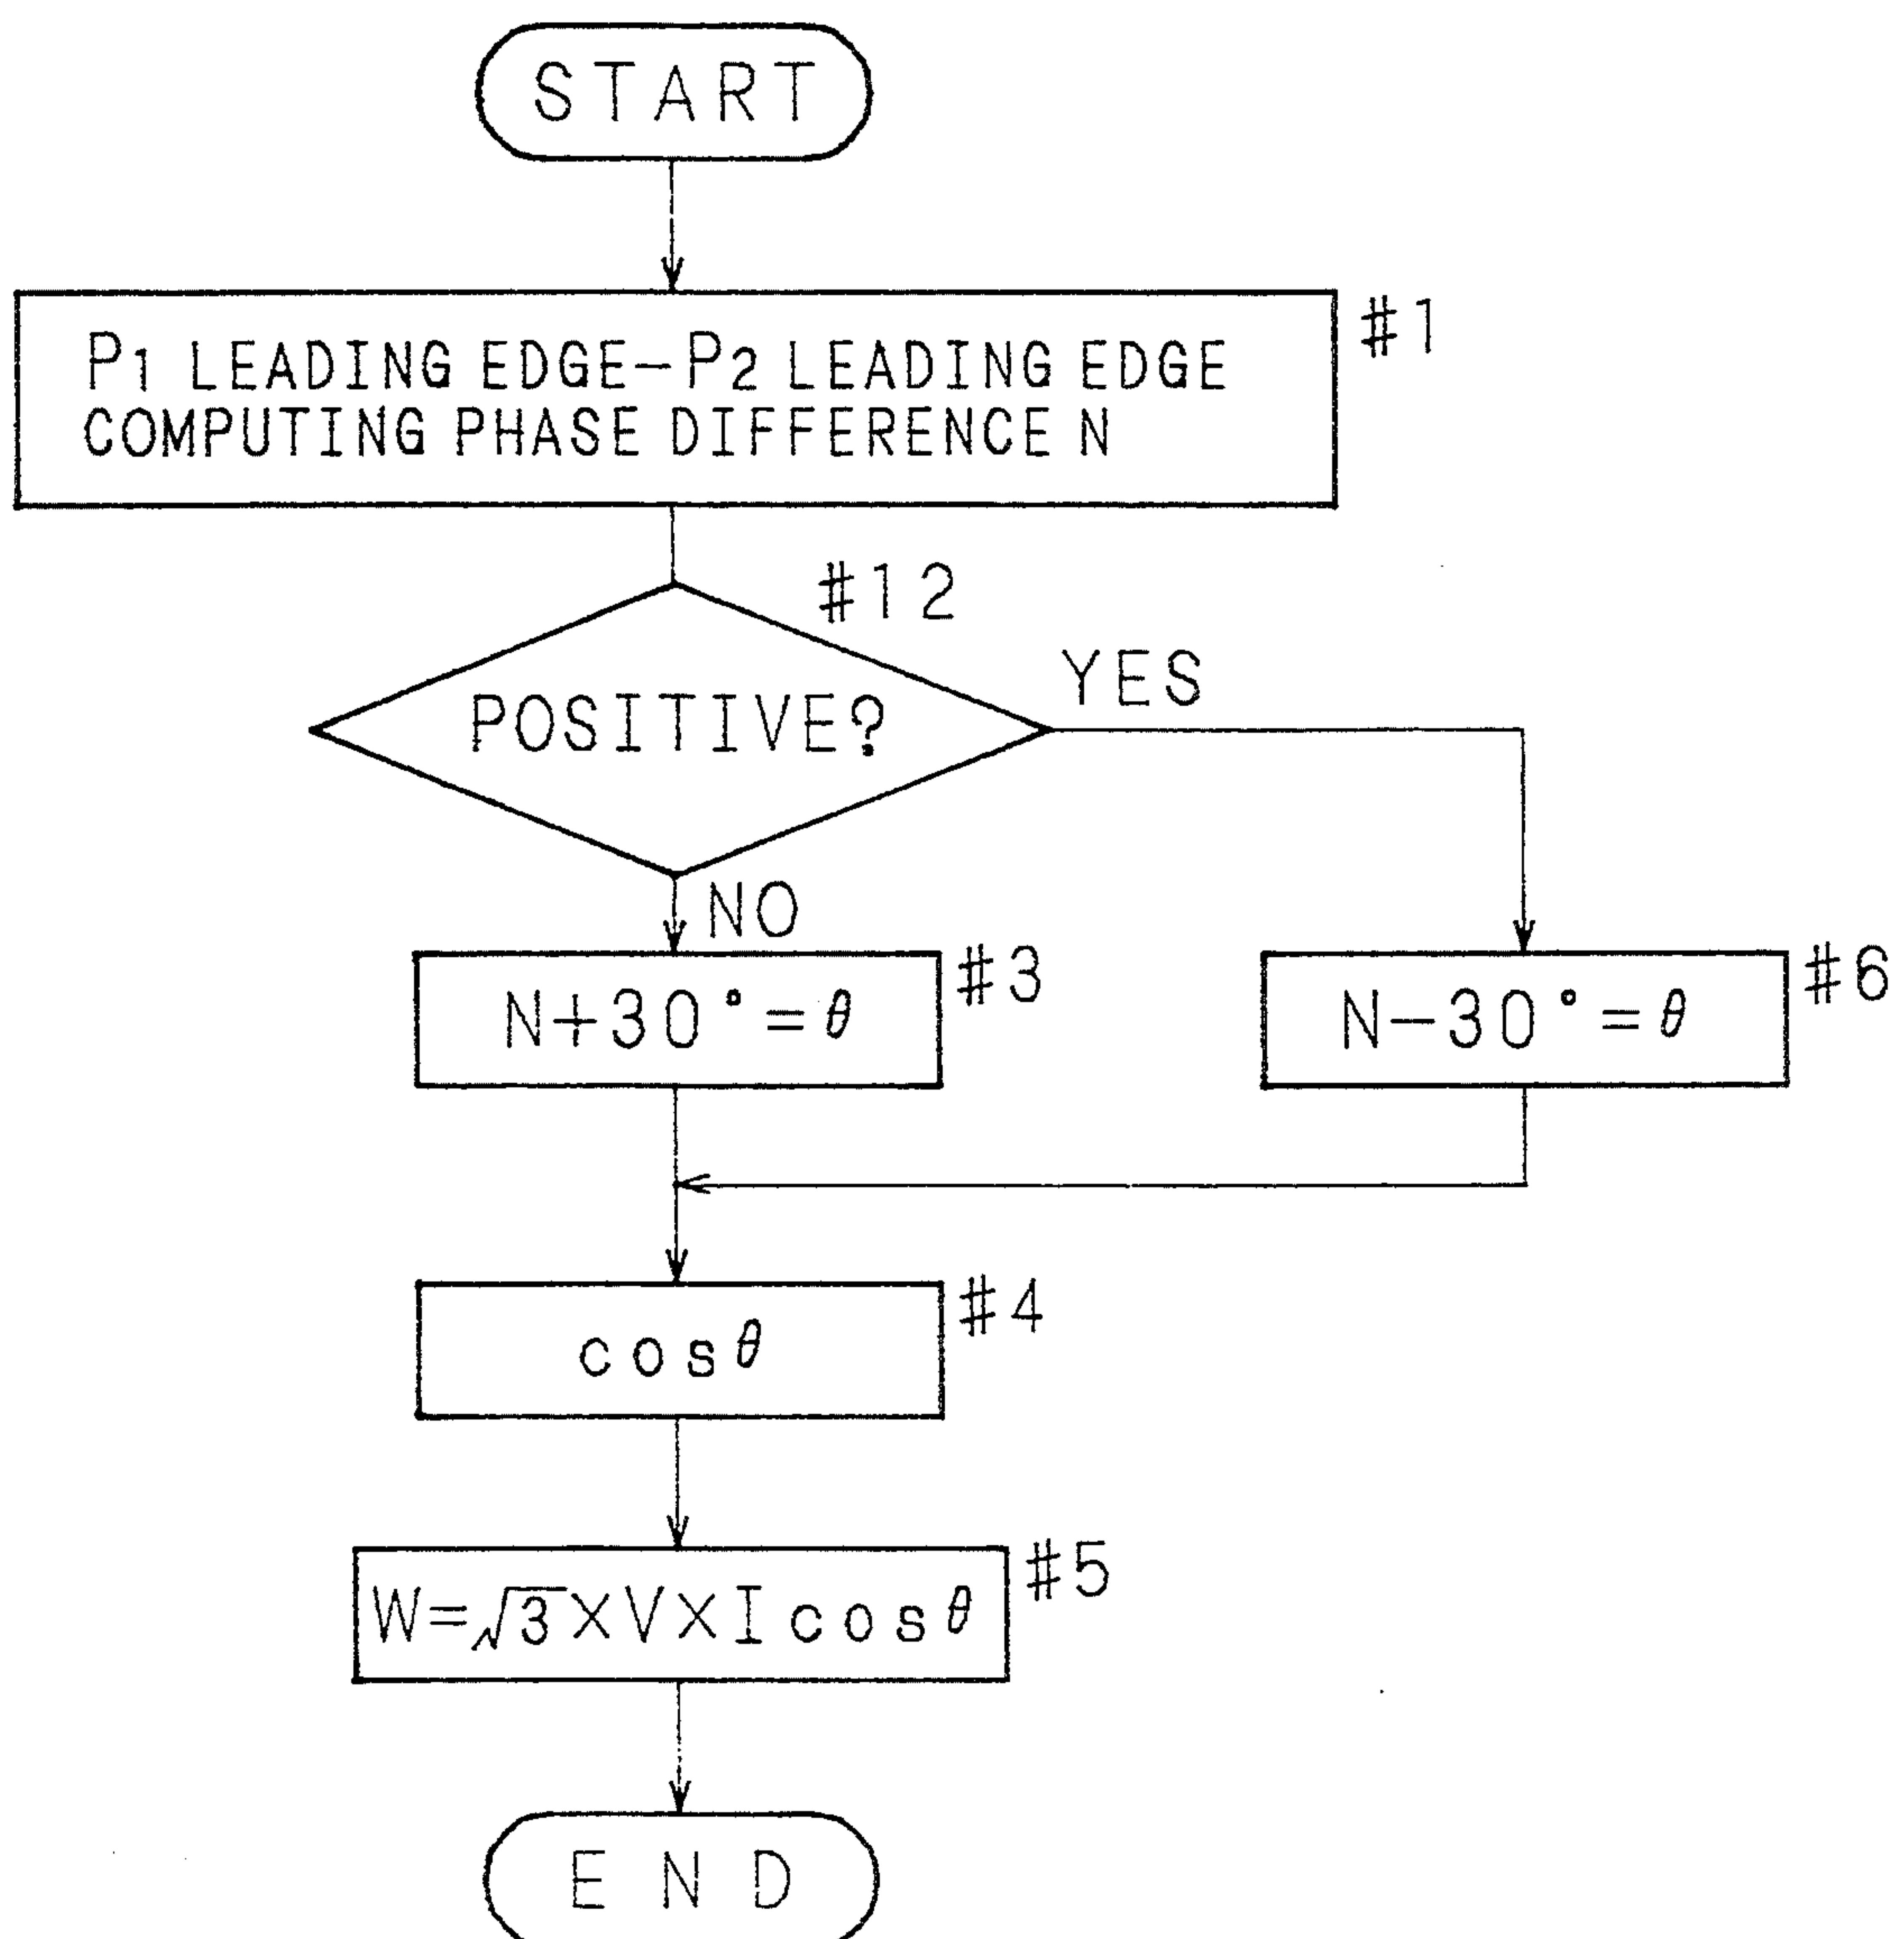 START
P1 LEADING EDGE-P2 LEADING EDGE
COMPUTING PHASE DIFFERENCE N
#1
#12
POSITIVE?
YES
NO
N+30°=θ
#3
N-30°=θ
#6
cosθ
#4
W=√3×V×I cosθ
#5
END